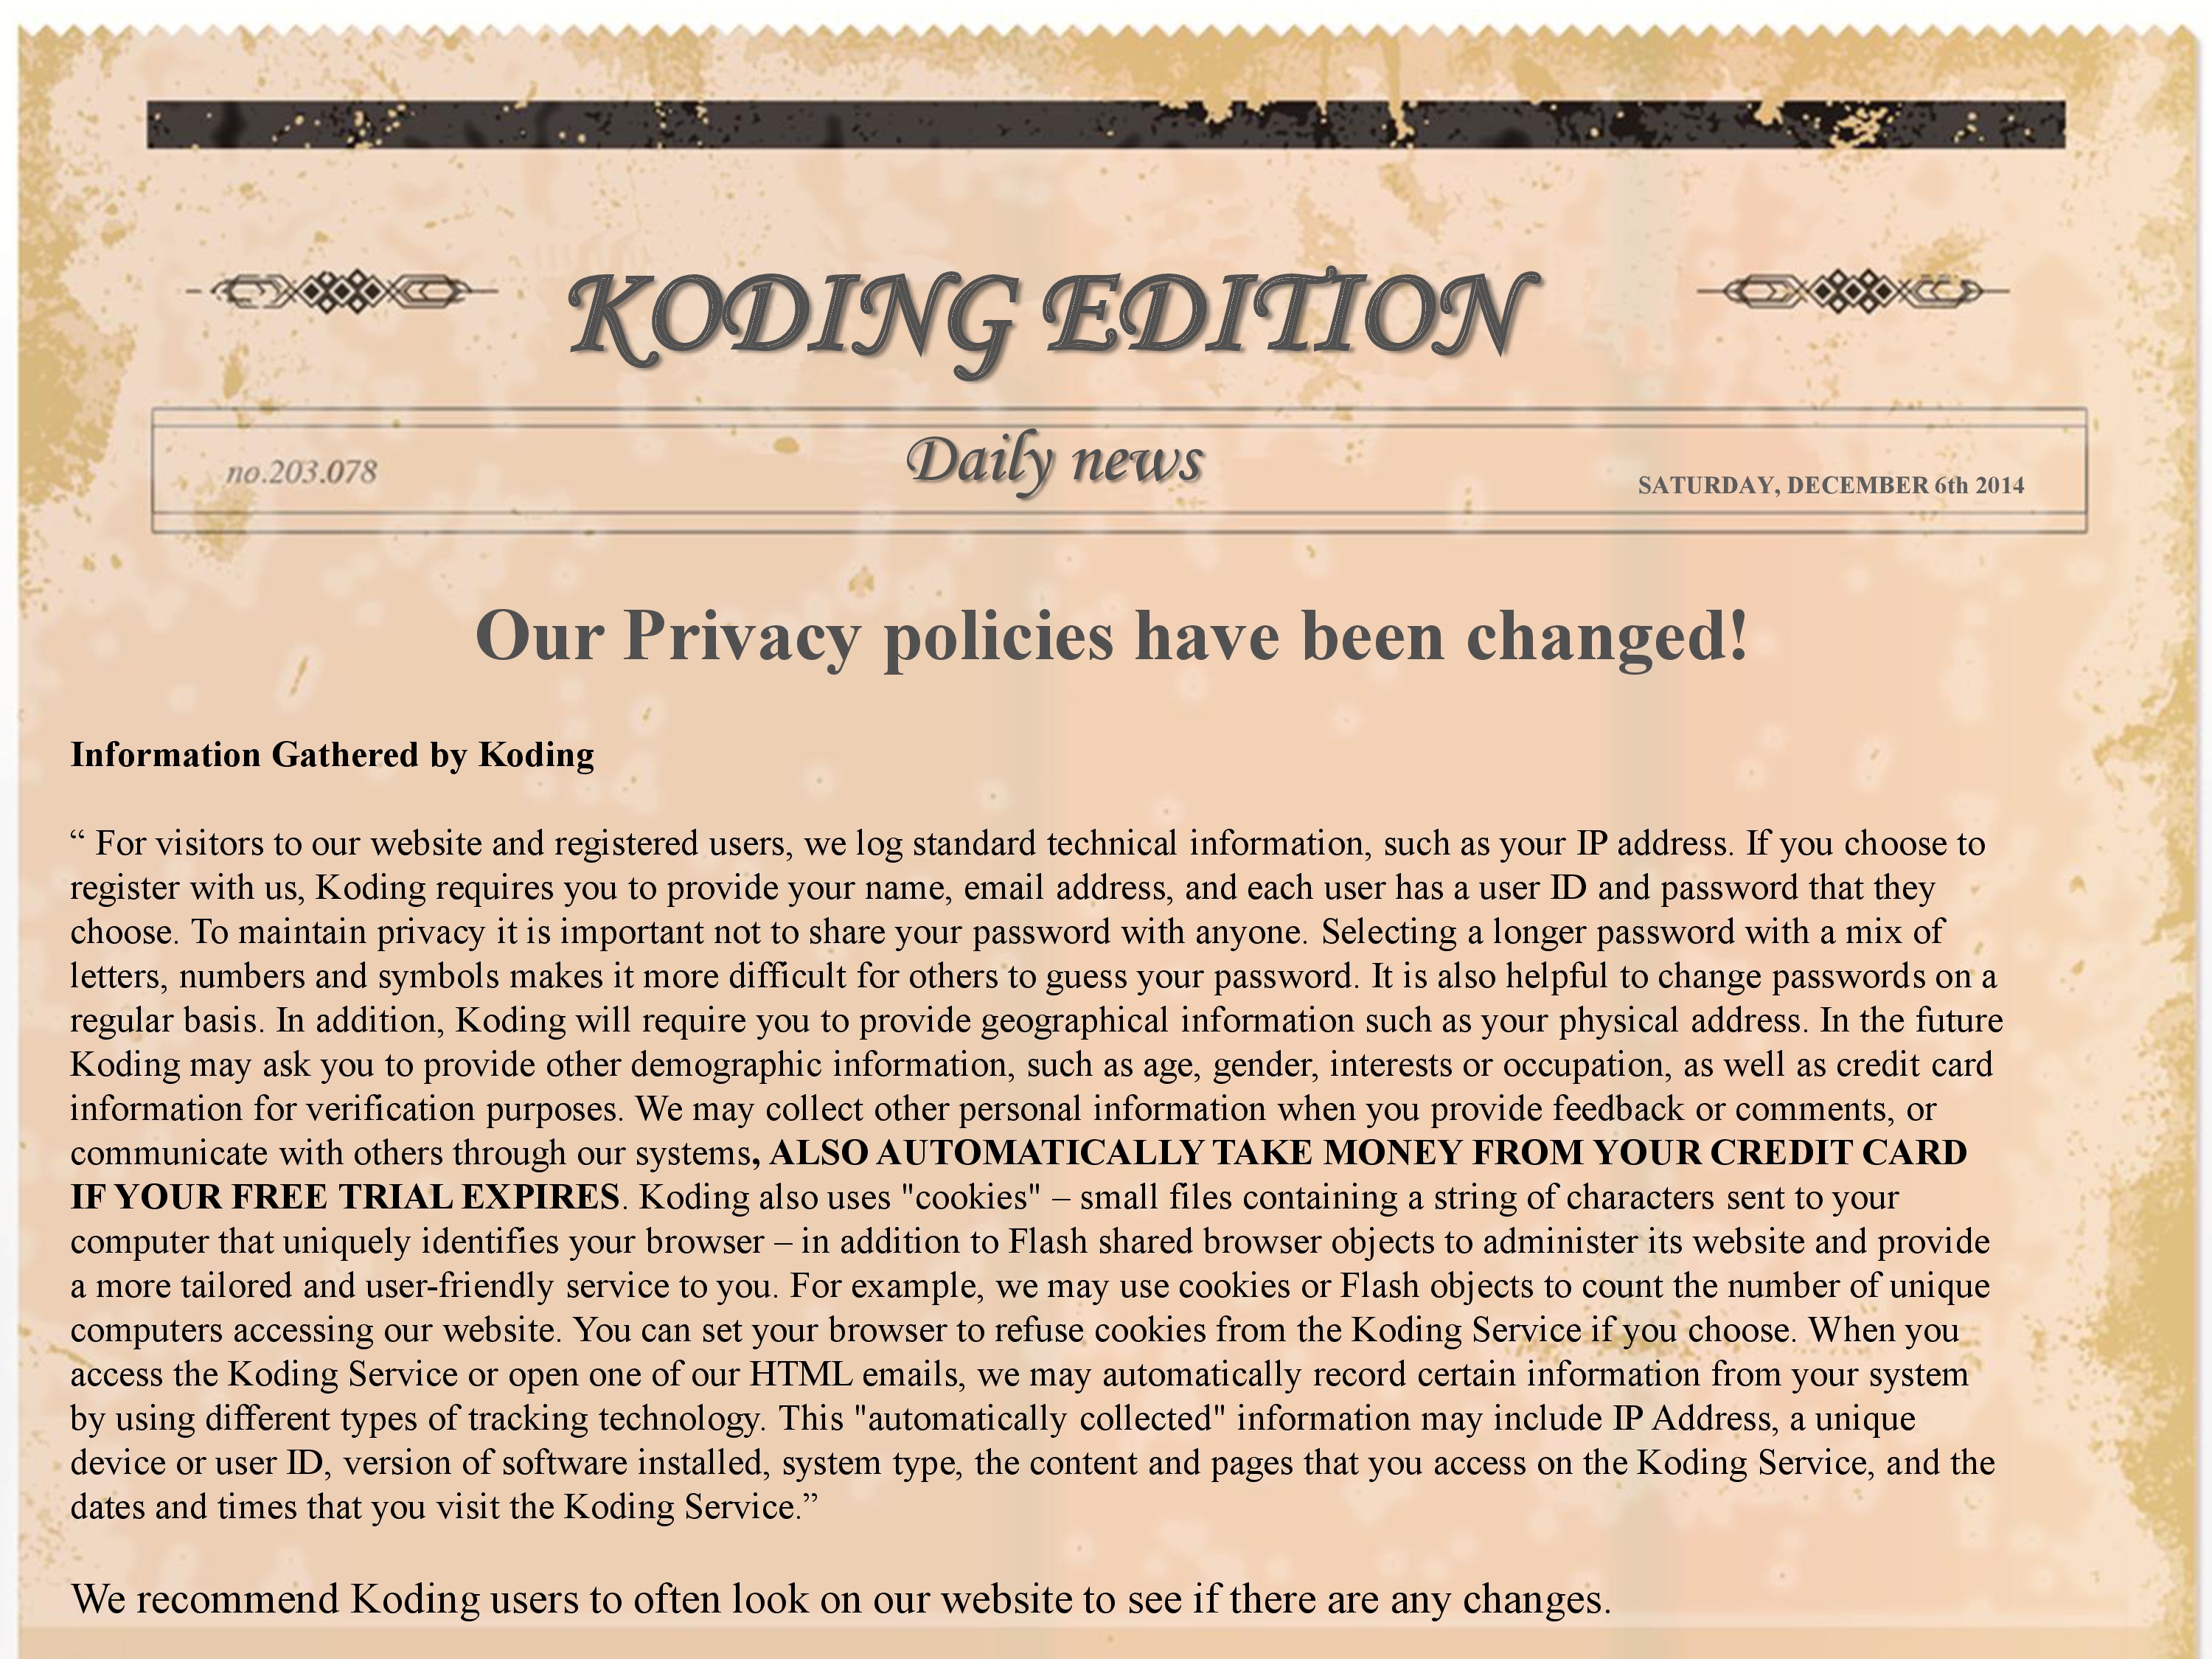 KODING EDITION
no.203.078
Daily news
SATURDAY, DECEMBER 6th 2014
Our Privacy policies have been changed!
Information Gathered by Koding
“ For visitors to our website and registered users, we log standard technical information, such as your IP address. If you choose to
register with us, Koding requires you to provide your name, email address, and each user has a user ID and password that they
choose. To maintain privacy it is important not to share your password with anyone. Selecting a longer password with a mix of
letters, numbers and symbols makes it more difficult for others to guess your password. It is also helpful to change passwords on a
regular basis. In addition, Koding will require you to provide geographical information such as your physical address. In the future
Koding may ask you to provide other demographic information, such as age, gender, interests or occupation, as well as credit card
information for verification purposes. We may collect other personal information when you provide feedback or comments, or
communicate with others through our systems, ALSO AUTOMATICALLY TAKE MONEY FROM YOUR CREDIT CARD
IF YOUR FREE TRIAL EXPIRES. Koding also uses "cookies" – small files containing a string of characters sent to your
computer that uniquely identifies your browser – in addition to Flash shared browser objects to administer its website and provide
a more tailored and user-friendly service to you. For example, we may use cookies or Flash objects to count the number of unique
computers accessing our website. You can set your browser to refuse cookies from the Koding Service if you choose. When you
access the Koding Service or open one of our HTML emails, we may automatically record certain information from your system
by using different types of tracking technology. This "automatically collected" information may include IP Address, a unique
device or user ID, version of software installed, system type, the content and pages that you access on the Koding Service, and the
dates and times that you visit the Koding Service.”
We recommend Koding users to often look on our website to see if there are any changes.